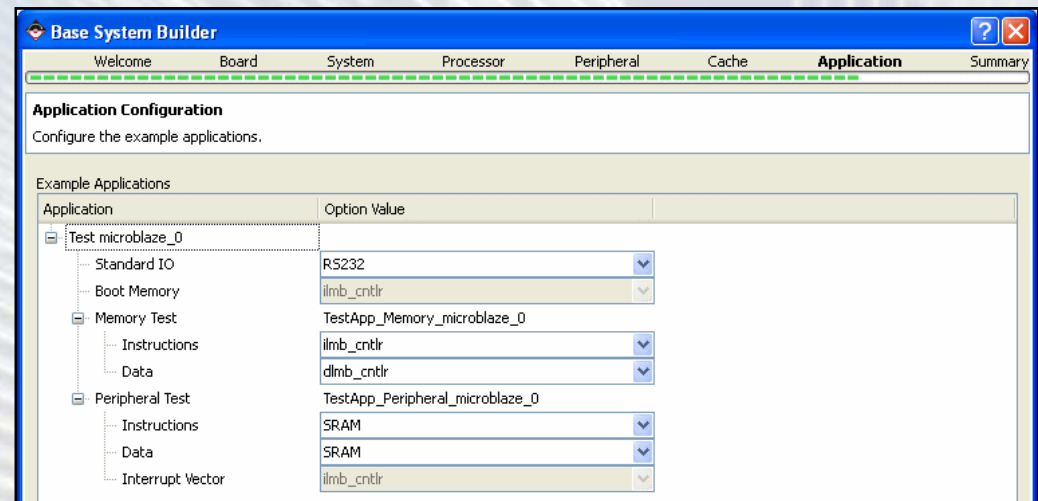 Base System Builder
Welcome Board System Processor Peripheral Cache Application Summary
Application Configuration
Configure the example applications.
Example Applications
Application Option Value
Test microblaze_0
Standard IO RS232
Boot Memory ilmb_cntlr
Memory Test TestApp_Memory_microblaze_0
Instructions ilmb_cntlr
Data dlmb_cntlr
Peripheral Test TestApp_Peripheral_microblaze_0
Instructions SRAM
Data SRAM
Interrupt Vector ilmb_cntlr